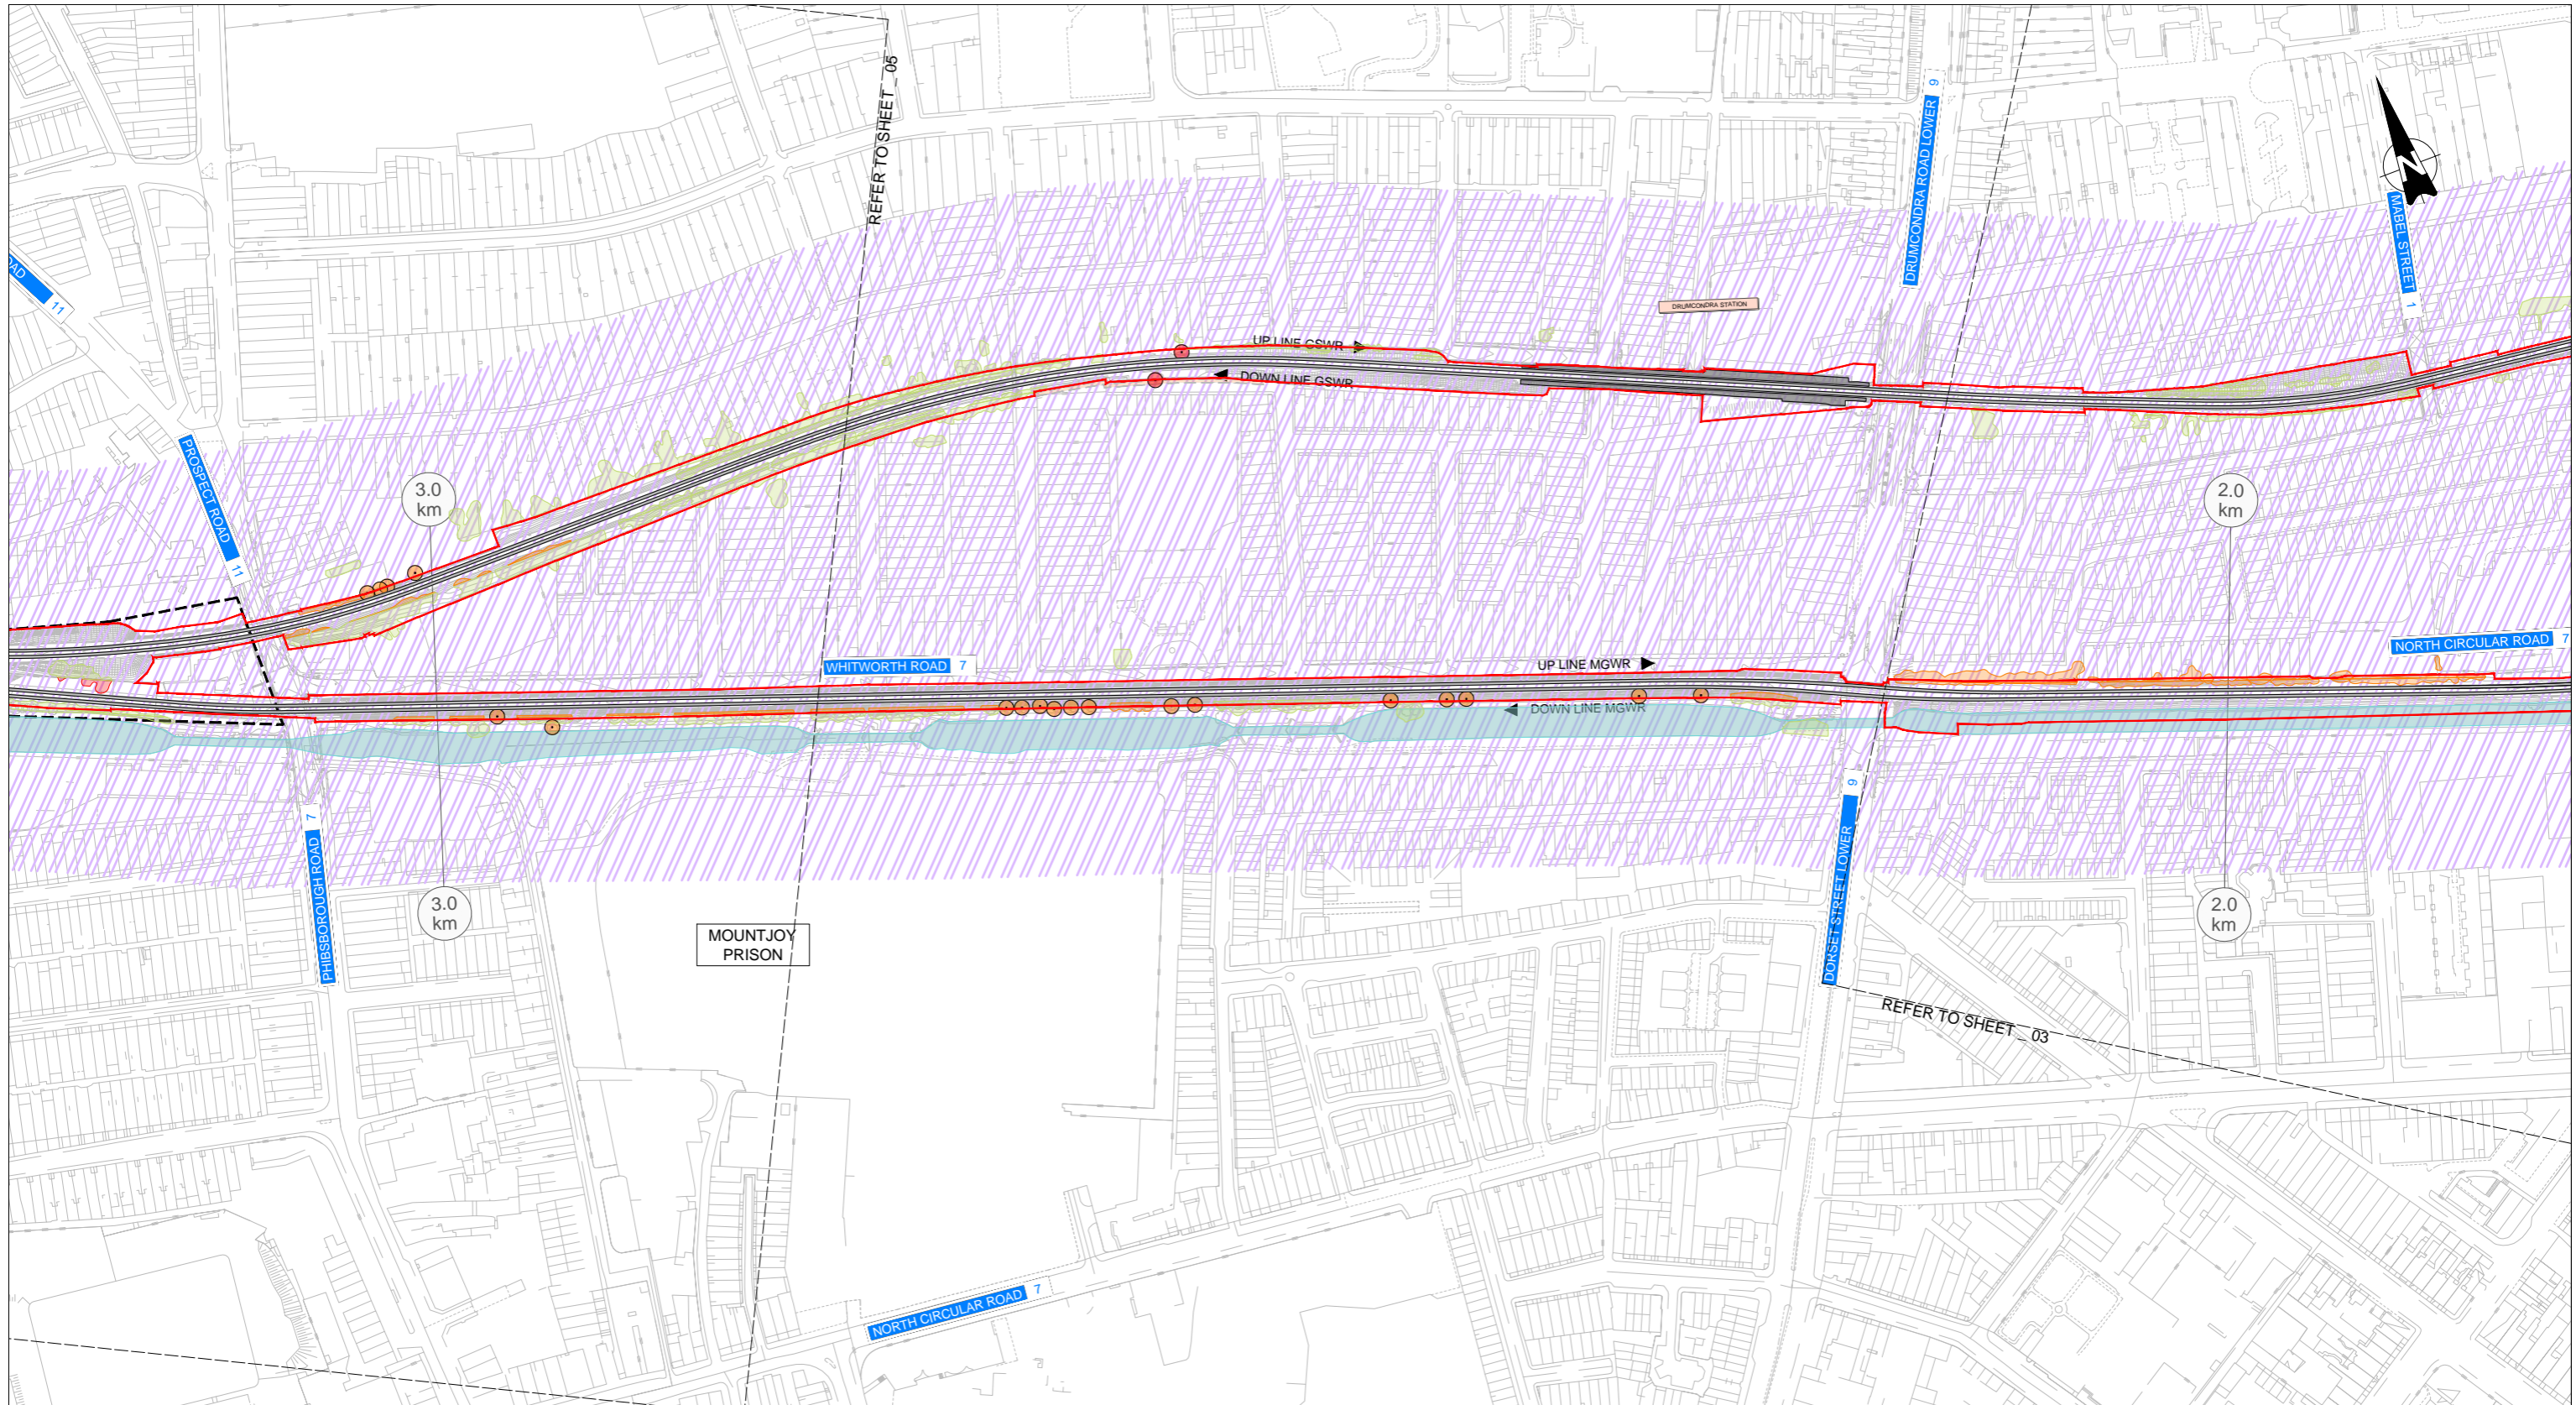 REFER TO SHEET _05
DRUMCONDRA ROAD LOWER 9
MABEL STREET 1
OAD 11
DRUMCONDRA STATION
UP LINE GSWR
DOWN LINE GSWR
PROSPECT ROAD 11
3.0
km
2.0
km
WHITWORTH ROAD 7
UP LINE MGWR
NORTH CIRCULAR ROAD 7
DOWN LINE MGWR
PHIBSBOROUGH ROAD 7
DORSET STREET LOWER 9
3.0
km
2.0
km
MOUNTJOY
PRISON
REFER TO SHEET _03
NORTH CIRCULAR ROAD 7